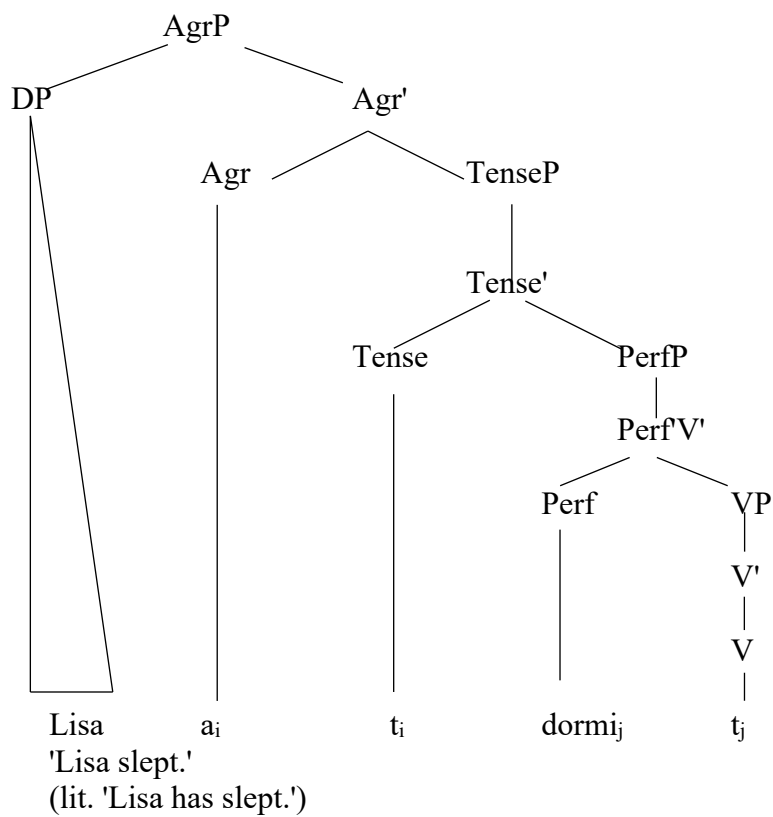 AgrP
DP Agr'
Agr TenseP
Tense'
Tense PerfP
Perf'V'
Perf VP
V'
V
Lisa aᵢ tᵢ dormiⱼ tⱼ
'Lisa slept.'
(lit. 'Lisa has slept.')